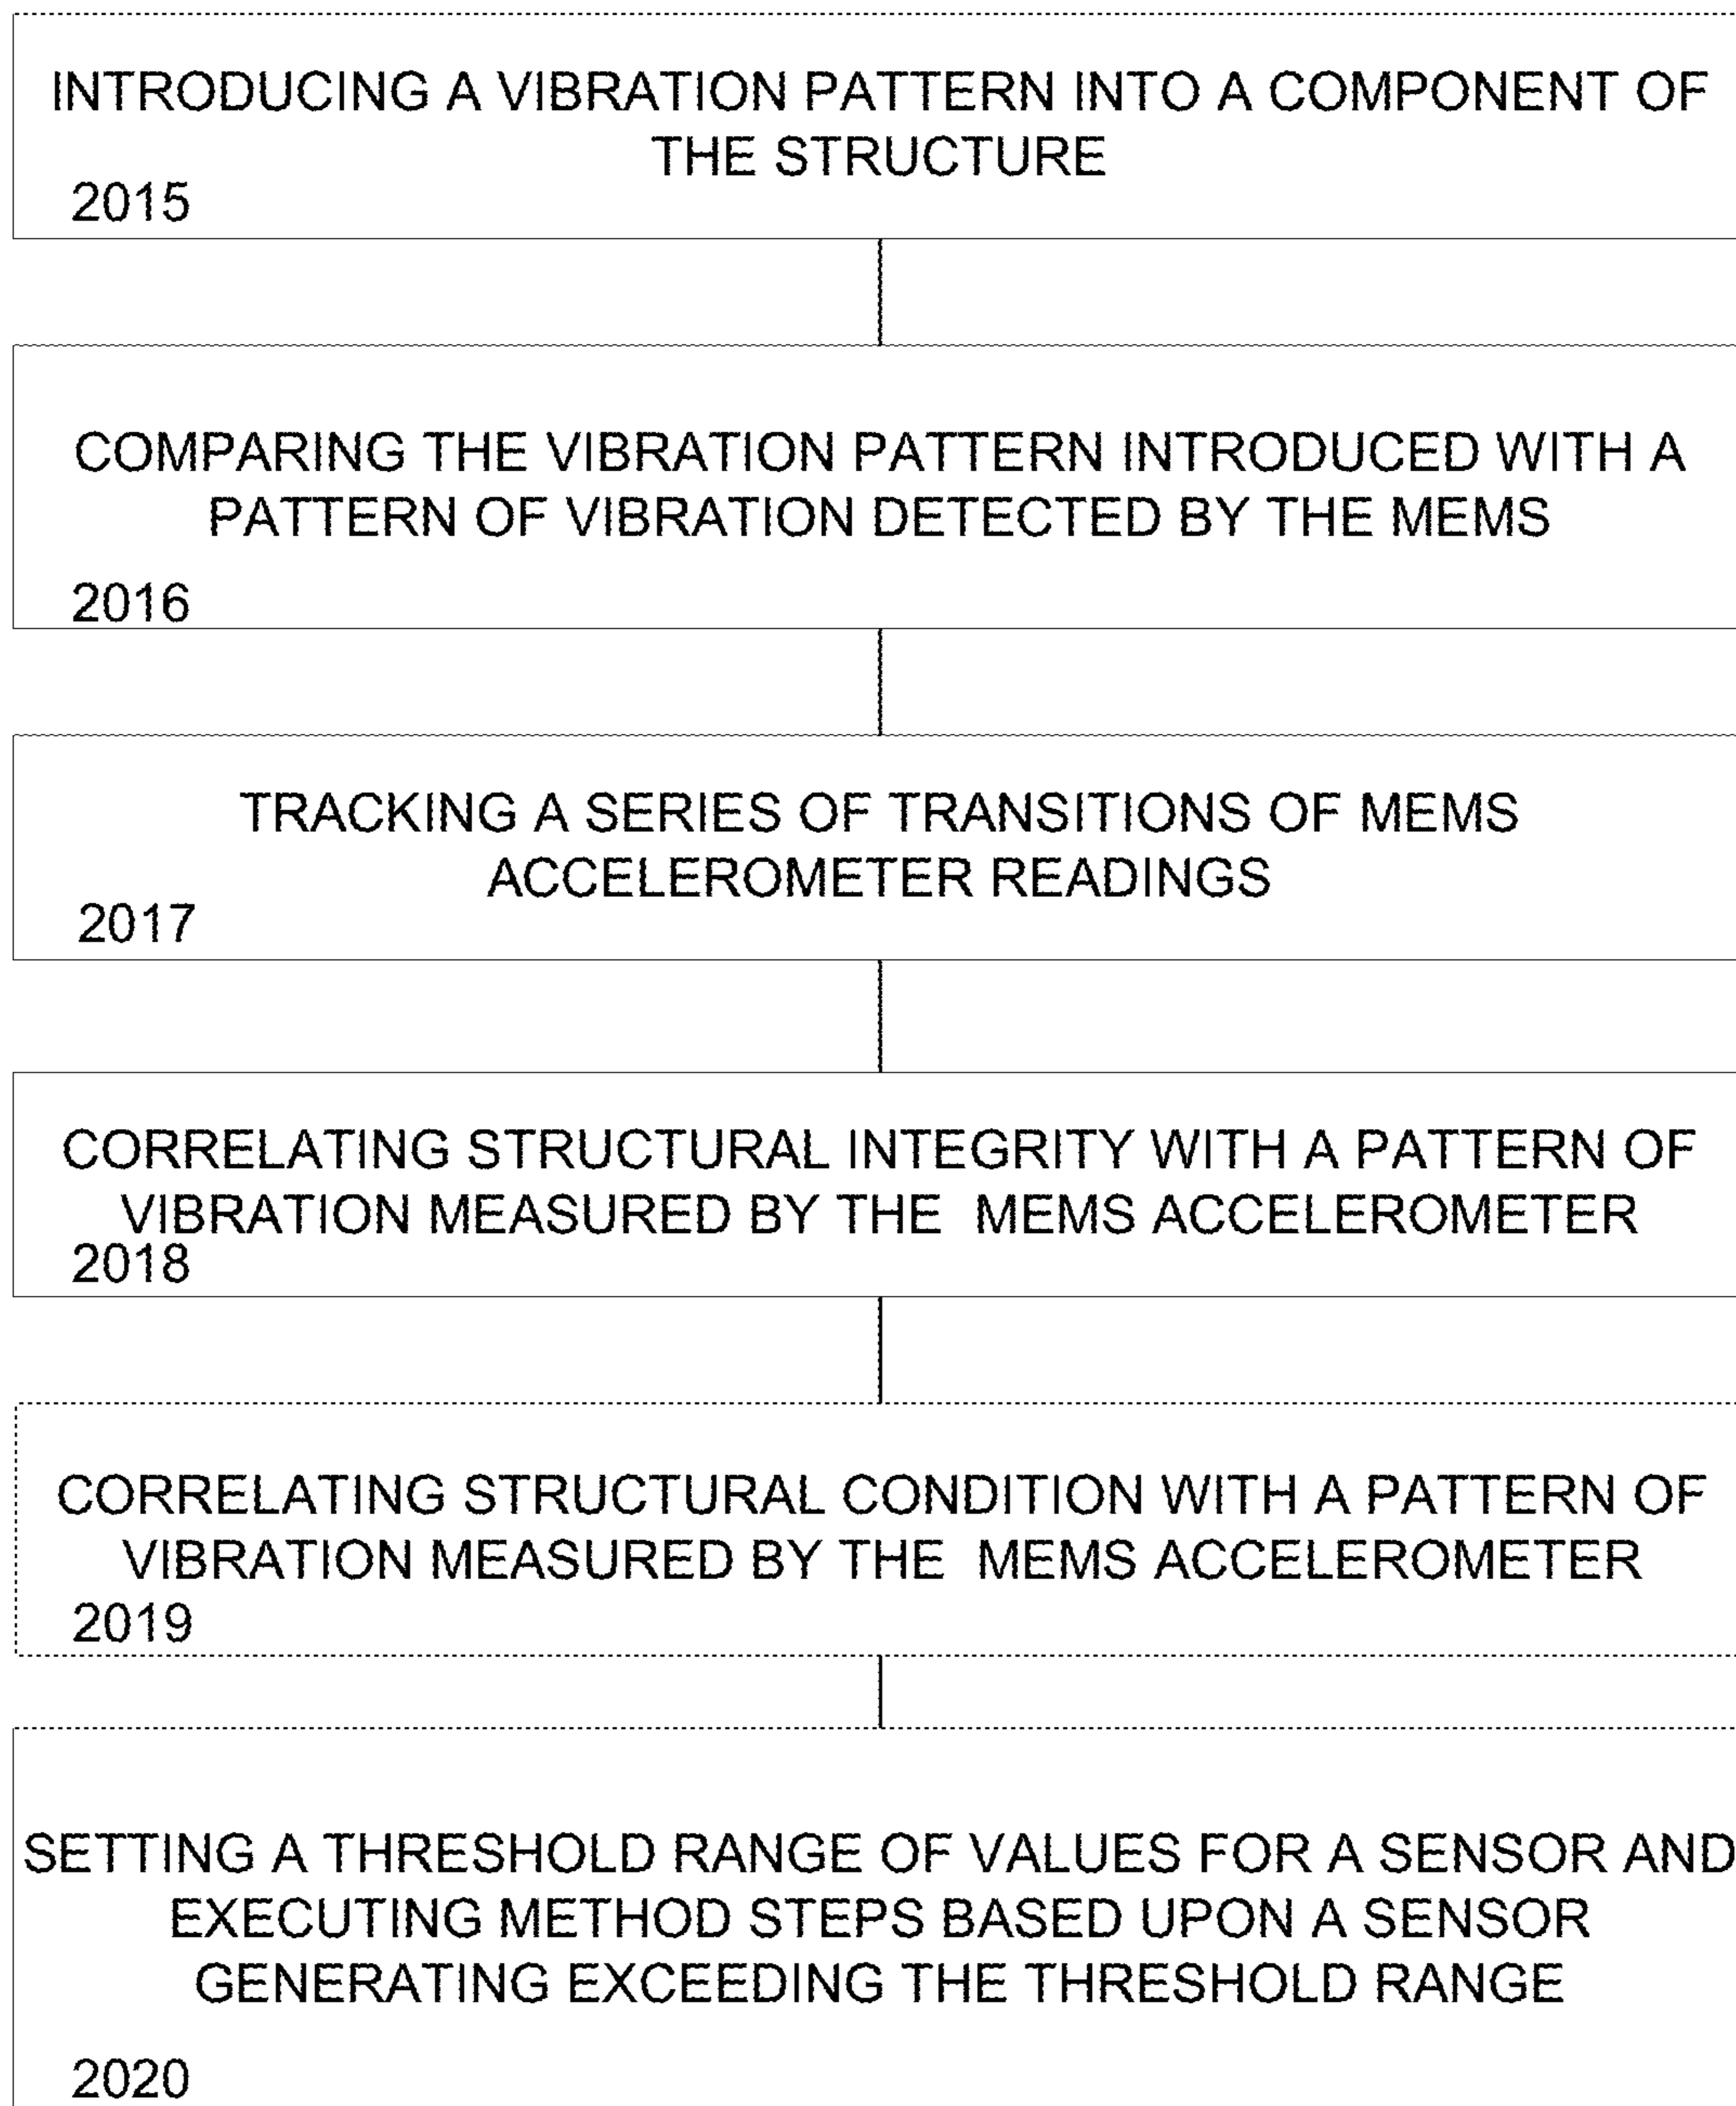 INTRODUCING A VIBRATION PATTERN INTO A COMPONENT OF
THE STRUCTURE
2015
COMPARING THE VIBRATION PATTERN INTRODUCED WITH A
PATTERN OF VIBRATION DETECTED BY THE MEMS
2016
TRACKING A SERIES OF TRANSITIONS OF MEMS
ACCELEROMETER READINGS
2017
CORRELATING STRUCTURAL INTEGRITY WITH A PATTERN OF
VIBRATION MEASURED BY THE MEMS ACCELEROMETER
2018
CORRELATING STRUCTURAL CONDITION WITH A PATTERN OF
VIBRATION MEASURED BY THE MEMS ACCELEROMETER
2019
SETTING A THRESHOLD RANGE OF VALUES FOR A SENSOR AND
EXECUTING METHOD STEPS BASED UPON A SENSOR
GENERATING EXCEEDING THE THRESHOLD RANGE
2020